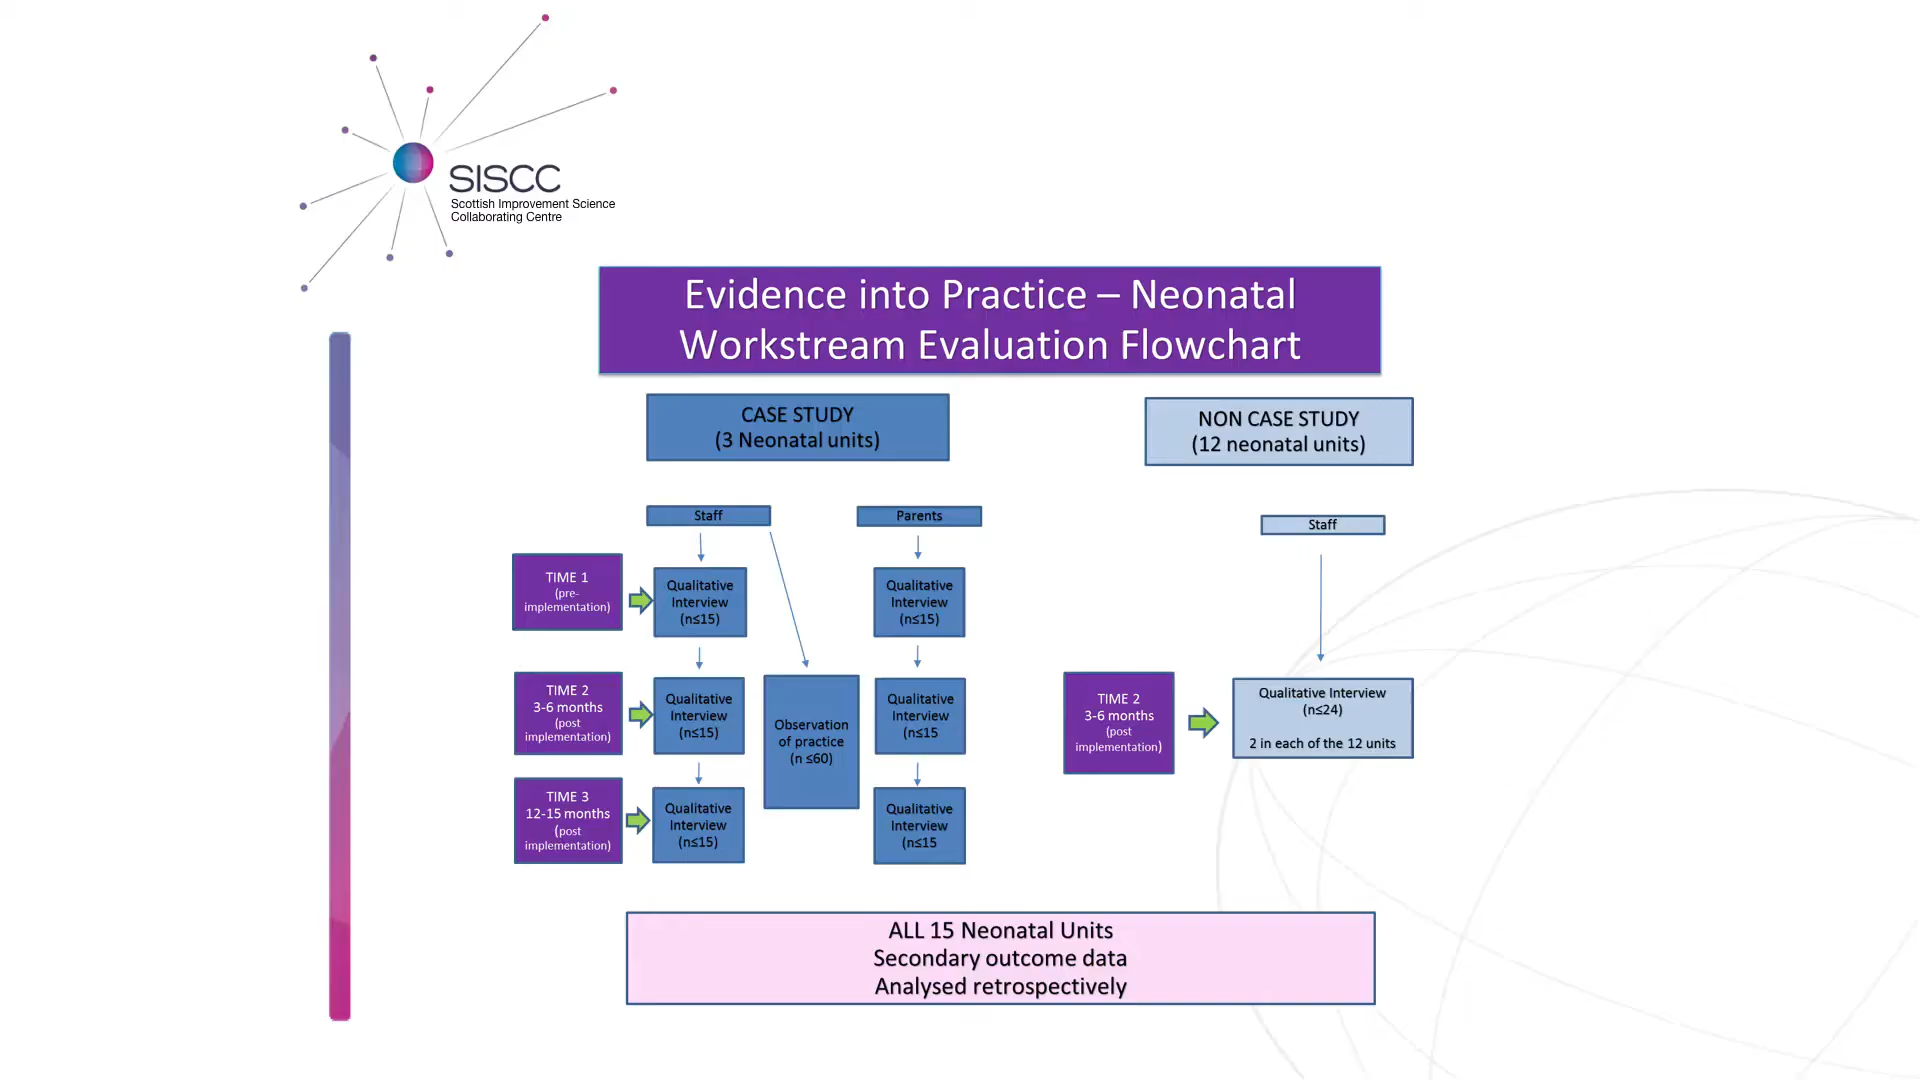 SISCC
Scottish Improvement Science
Collaborating Centre
Evidence into Practice – Neonatal
Workstream Evaluation Flowchart
CASE STUDY
(3 Neonatal units)
NON CASE STUDY
(12 neonatal units)
Staff
Parents
Staff
TIME 1
(pre-
implementation)
Qualitative
Interview
(n≤15)
Qualitative
Interview
(n≤15)
TIME 2
3-6 months
(post
implementation)
Qualitative
Interview
(n≤15)
Observation
of practice
(n ≤60)
Qualitative
Interview
(n≤15
TIME 2
3-6 months
(post
implementation)
Qualitative Interview
(n≤24)
2 in each of the 12 units
TIME 3
12-15 months
(post
implementation)
Qualitative
Interview
(n≤15)
Qualitative
Interview
(n≤15
ALL 15 Neonatal Units
Secondary outcome data
Analysed retrospectively